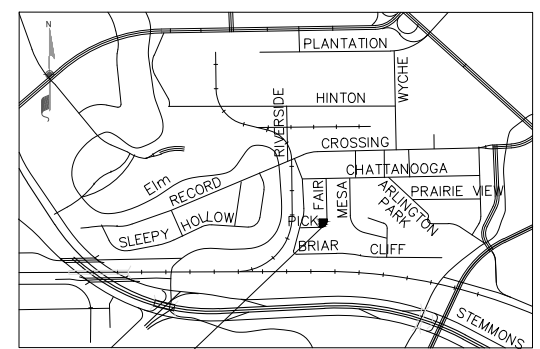 N
PLANTATION
WYCHE
HINTON
RIVERSIDE
CROSSING
CHATTANOOGA
Elm
RECORD
FAIR
MESA
ARLINGTON
PARK
PRAIRIE VIEW
HOLLOW
SLEEPY
PICK
BRIAR
CLIFF
STEMMONS